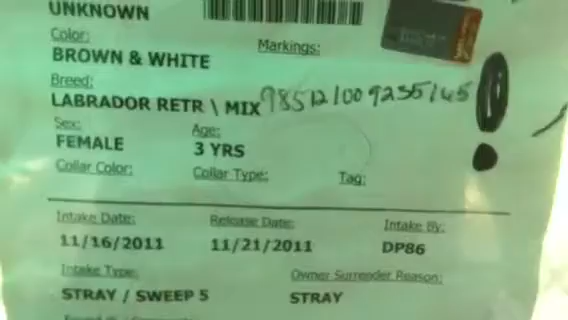 UNKNOWN
Color:
Markings:
BROWN & WHITE
Breed:
LABRADOR RETR \ MIX 985121009255165 !
Sex:
Age:
FEMALE
3 YRS
Collar Color:
Collar Type:
Tag:
Intake Date:
Release Date:
Intake By:
11/16/2011
11/21/2011
DP86
Intake Type:
Owner Surrender Reason:
STRAY / SWEEP 5
STRAY